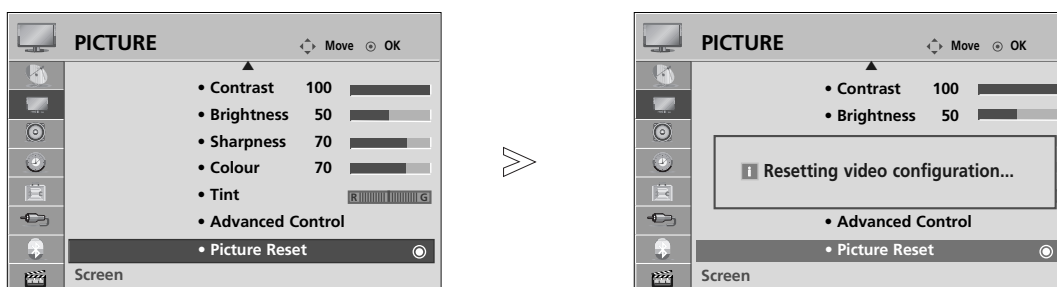 PICTURE Move OK
• Contrast 100
• Brightness 50
• Sharpness 70
• Colour 70
• Tint R G
• Advanced Control
• Picture Reset
Screen
PICTURE Move OK
• Contrast 100
• Brightness 50
i Resetting video configuration...
• Advanced Control
• Picture Reset
Screen